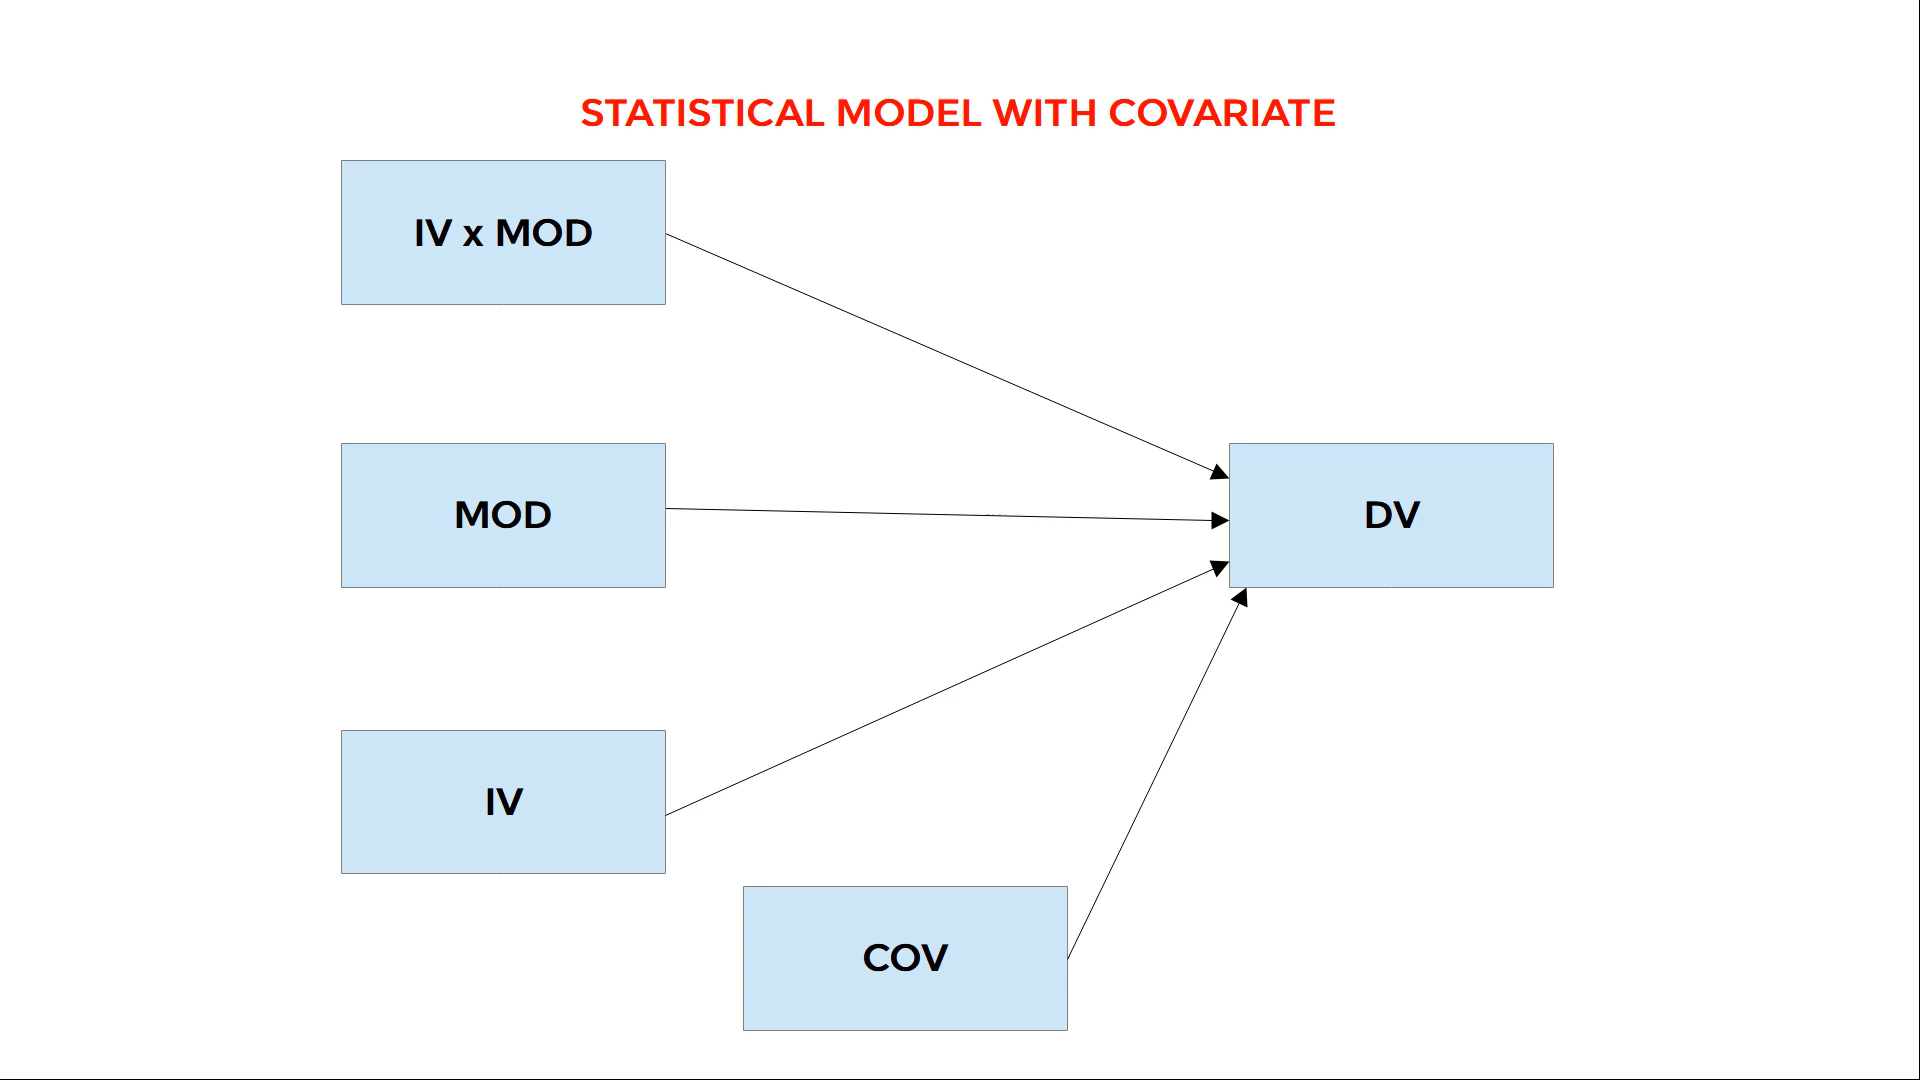 STATISTICAL MODEL WITH COVARIATE
IV x MOD
MOD
DV
IV
COV